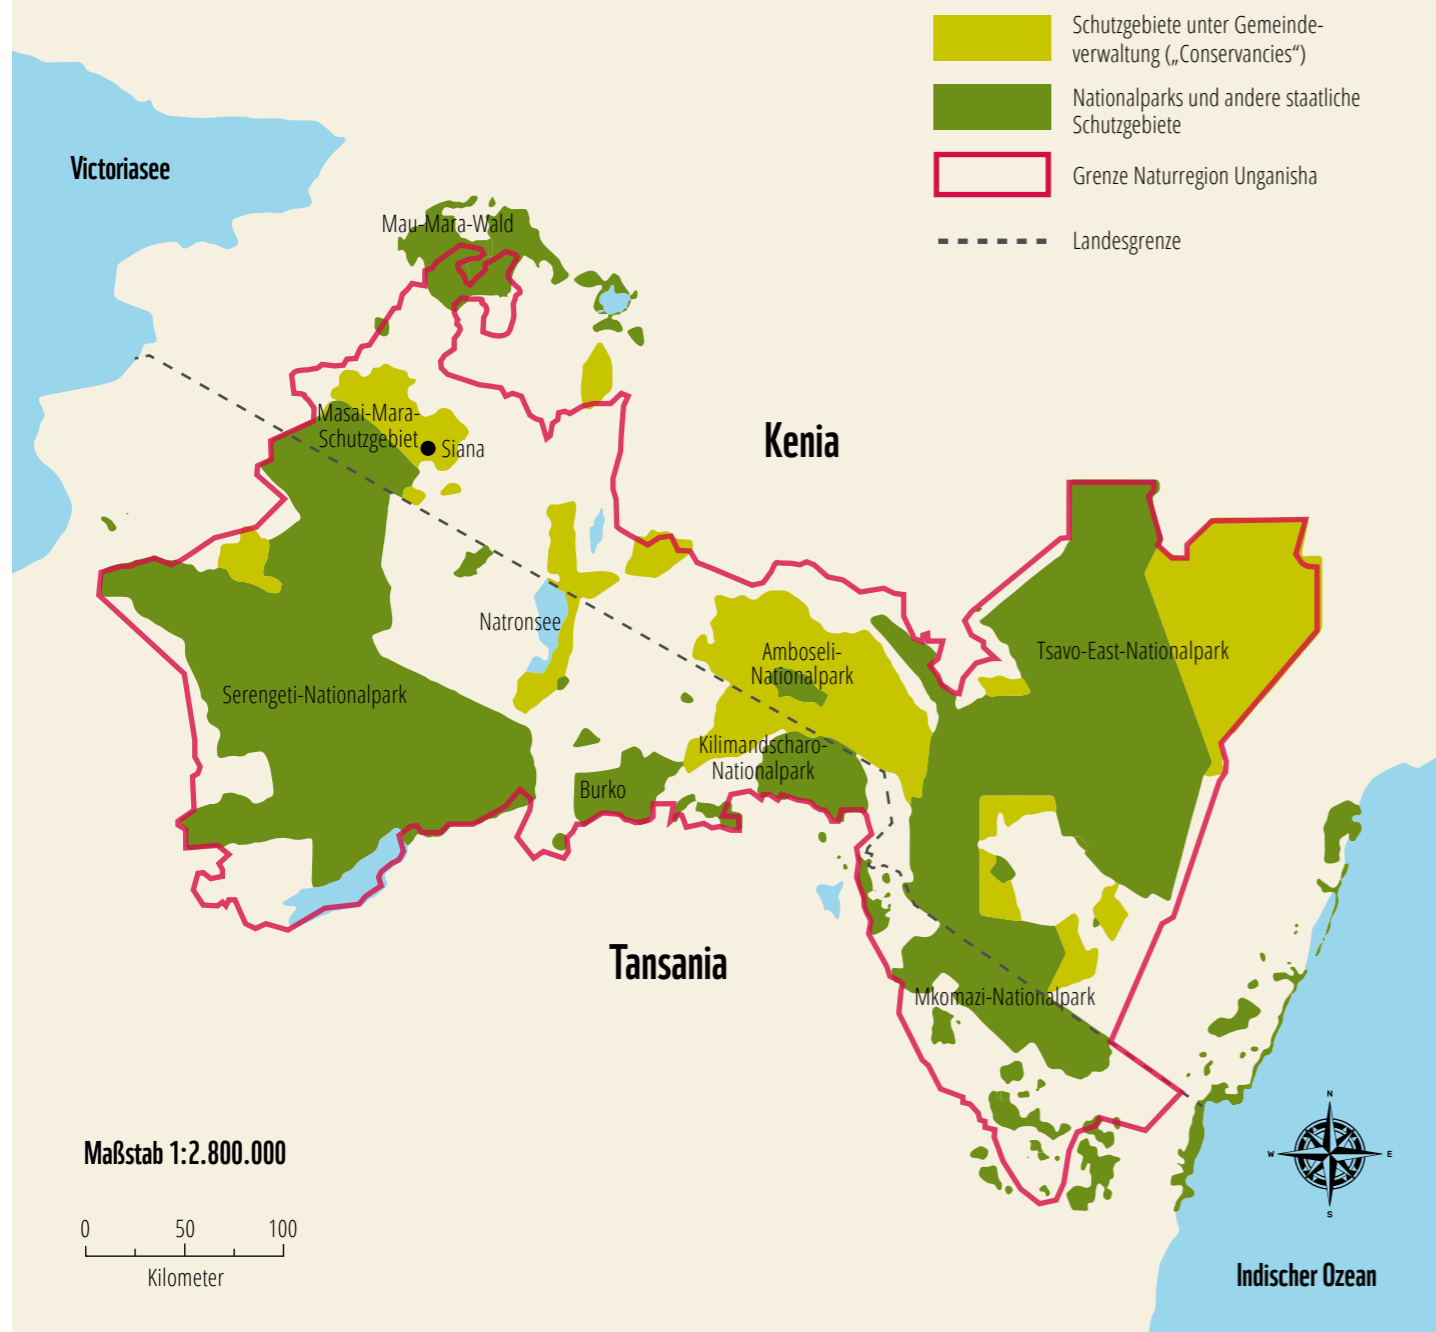 Schutzgebiete unter Gemeinde-
verwaltung („Conservancies“)
Nationalparks und andere staatliche
Schutzgebiete
Grenze Naturregion Unganisha
Landesgrenze
Victoriasee
Mau-Mara-Wald
Masai-Mara-
Schutzgebiet
Siana
Kenia
Natronsee
Amboseli-
Nationalpark
Tsavo-East-Nationalpark
Serengeti-Nationalpark
Kilimandscharo-
Nationalpark
Burko
Tansania
Mkomazi-Nationalpark
Maßstab 1:2.800.000
0 50 100
Kilometer
N
W E
S
Indischer Ozean